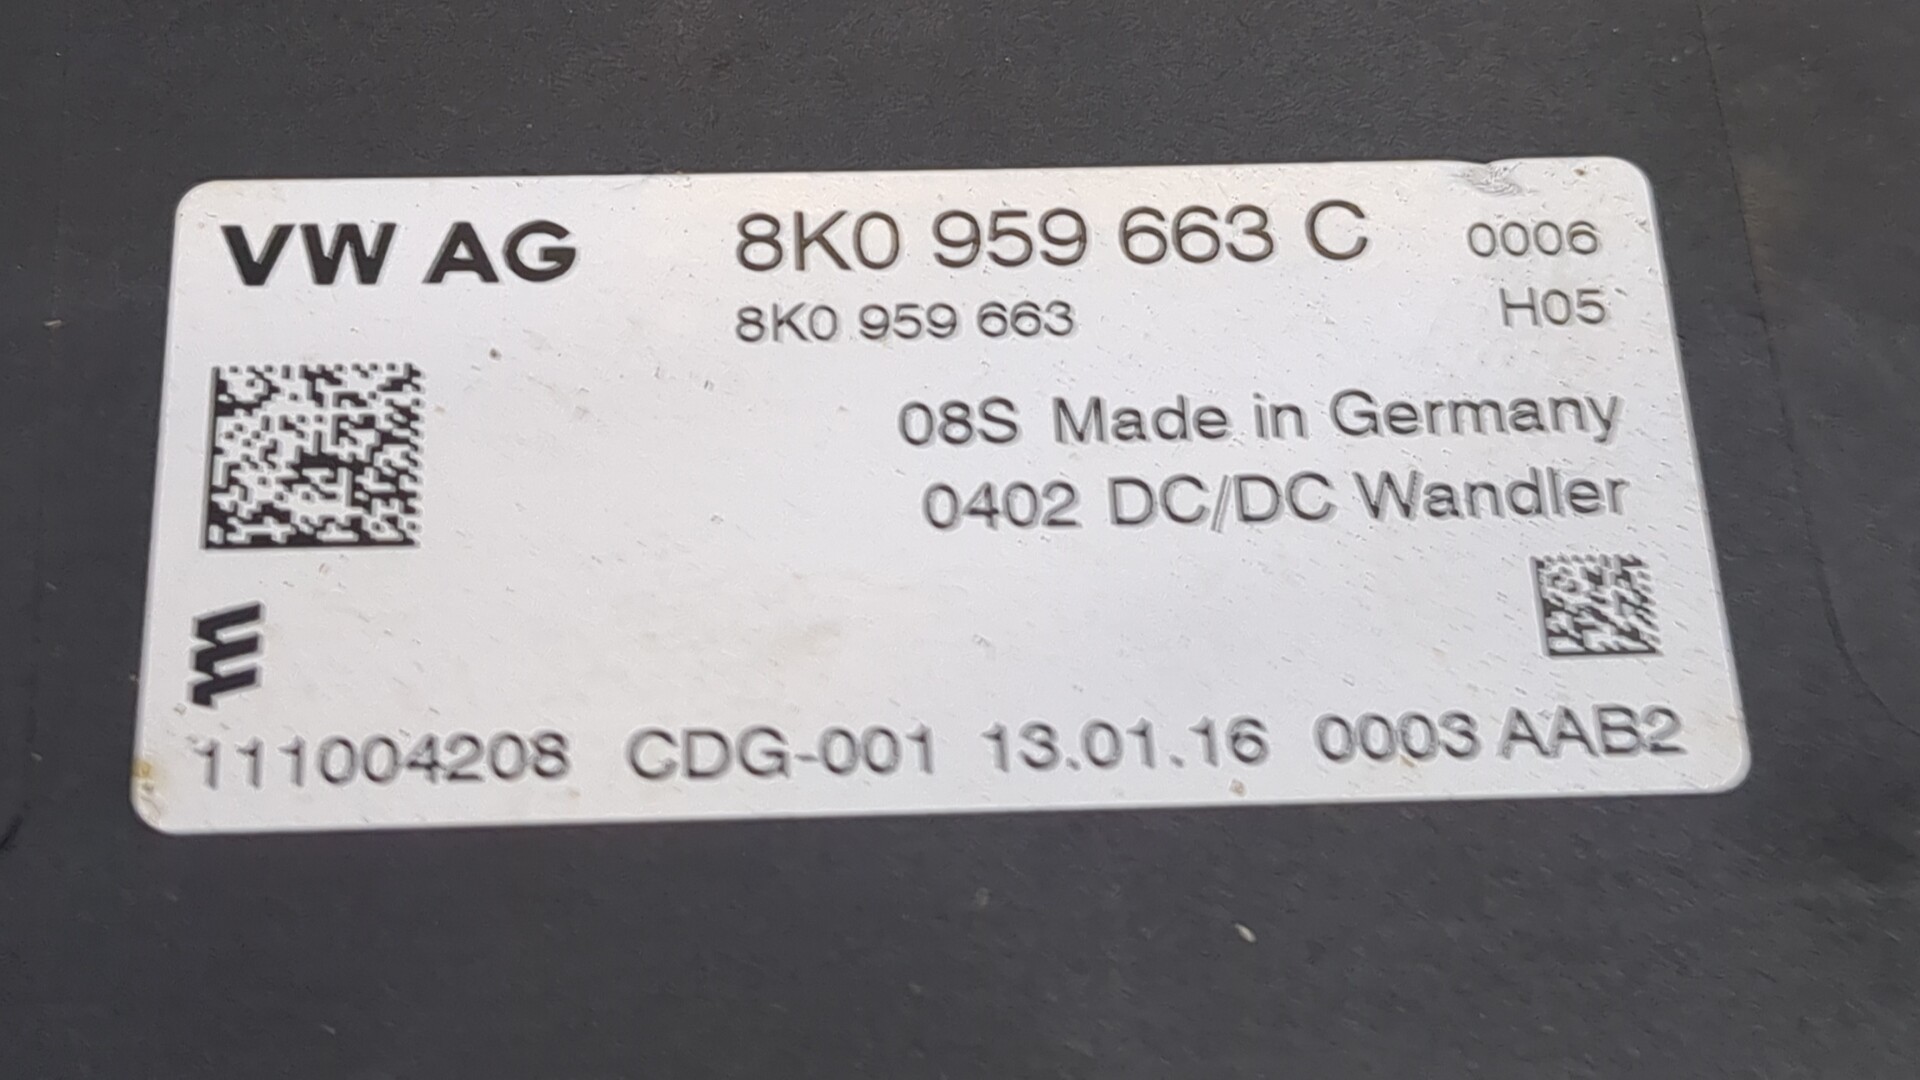 VW AG 8K0 959 663 C 0006
8K0 959 663 H05
08S Made in Germany
0402 DC/DC Wandler
111004208 CDG-001 13.01.16 0003 AAB2